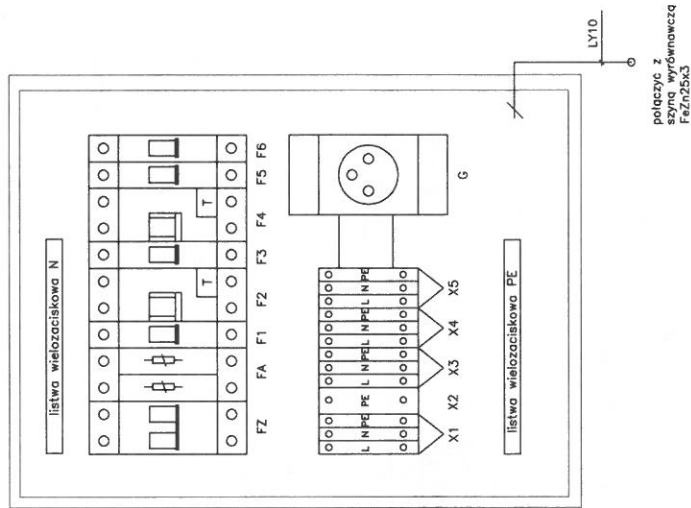 listwa wielozaciskowa N
FZ FA F1 F2 F3 F4 F5 F6
T T
L N PE PE L N PE L N PE L N PE
X1 X2 X3 X4 X5
G
listwa wielozaciskowa PE
LY10
połączyć z
szyną wyrównawczą
FeZn25x3